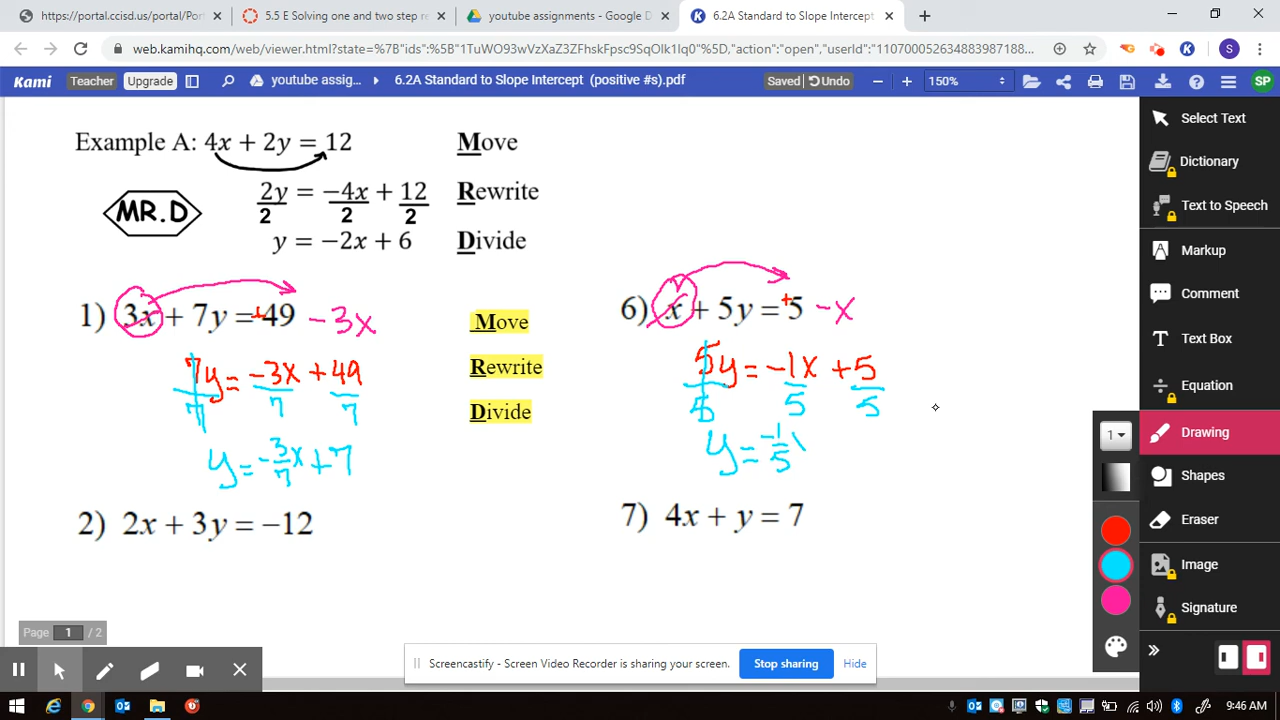 https://portal.ccisd.us/portal/Por
5.5 E Solving one and two step re
youtube assignments - Google D
6.2A Standard to Slope Intercept
web.kamihq.com/web/viewer.html?state=%7B"ids"%3A%5B"1TuWO93wVzXaZ3ZFhskFpsc9SqOlk1lq0"%5D,"action":"open","userId":"110700052634883987188...
S
Kami
Teacher
Upgrade
youtube assig...
6.2A Standard to Slope Intercept (positive #s).pdf
Saved
Undo
150%
SP
Example A: 4x + 2y = 12
Move
MR.D
2y = −4x + 12
2 2 2
Rewrite
y = −2x + 6
Divide
1) 3x + 7y = +49 -3x
7y = -3x + 49
7 7 7
y = -3/7x + 7
Move
Rewrite
Divide
6) x + 5y = +5 -x
5y = -1x + 5
5 5 5
y = -1/5
2) 2x + 3y = −12
7) 4x + y = 7
Page 1 / 2
Select Text
Dictionary
Text to Speech
Markup
Comment
Text Box
Equation
1
Drawing
Shapes
Eraser
Image
Signature
Screencastify - Screen Video Recorder is sharing your screen.
Stop sharing
Hide
9:46 AM